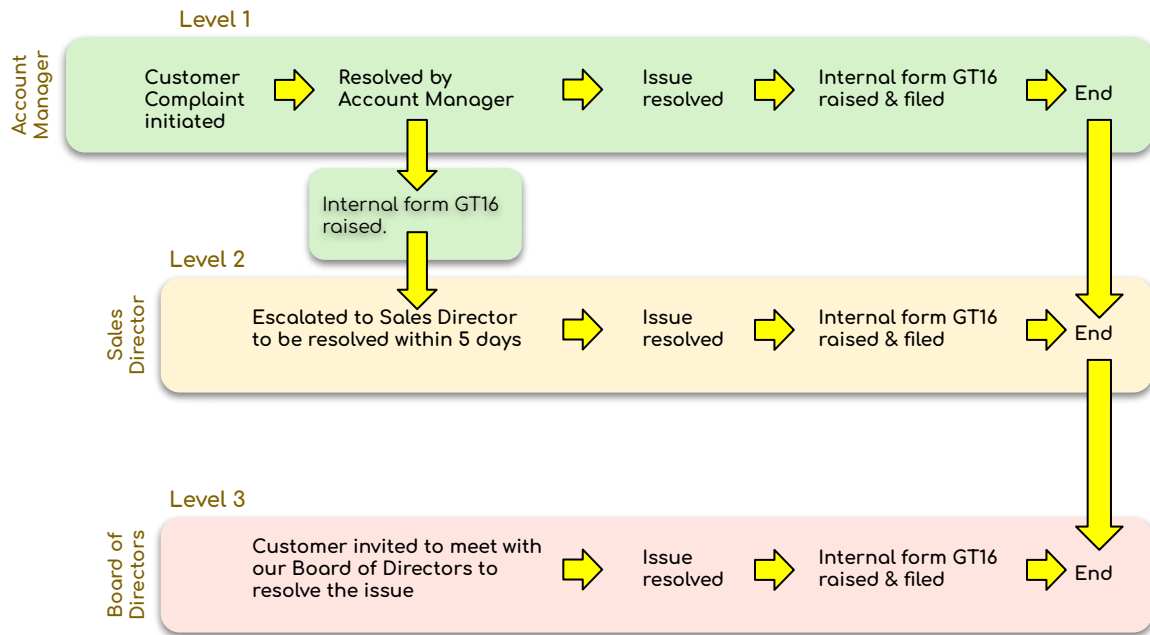 Level 1
Account
Manager
Customer
Complaint
initiated
Resolved by
Account Manager
Issue
resolved
Internal form GT16
raised & filed
End
Internal form GT16
raised.
Level 2
Sales
Director
Escalated to Sales Director
to be resolved within 5 days
Issue
resolved
Internal form GT16
raised & filed
End
Level 3
Board of
Directors
Customer invited to meet with
our Board of Directors to
resolve the issue
Issue
resolved
Internal form GT16
raised & filed
End